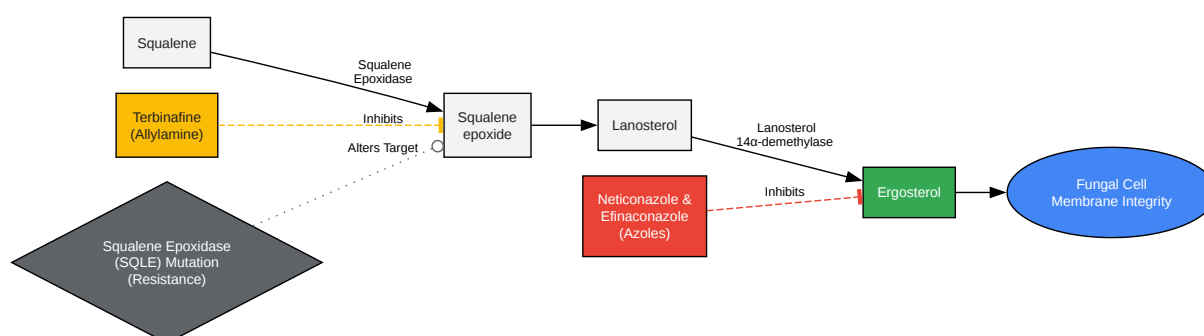 Squalene
Squalene
Epoxidase
Terbinafine
(Allylamine)
Inhibits
Alters Target
Squalene
epoxide
Squalene Epoxidase
(SQLE) Mutation
(Resistance)
Lanosterol
Lanosterol
14α-demethylase
Neticonazole &
Efinaconazole
(Azoles)
Inhibits
Ergosterol
Fungal Cell
Membrane Integrity